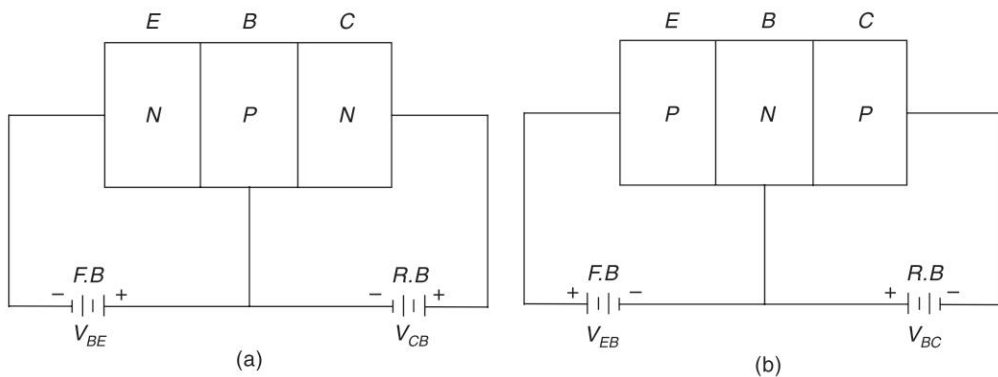 E B C
N P N
F.B
− +
V_BE
R.B
− +
V_CB
(a)
E B C
P N P
F.B
+ −
V_EB
R.B
+ −
V_BC
(b)